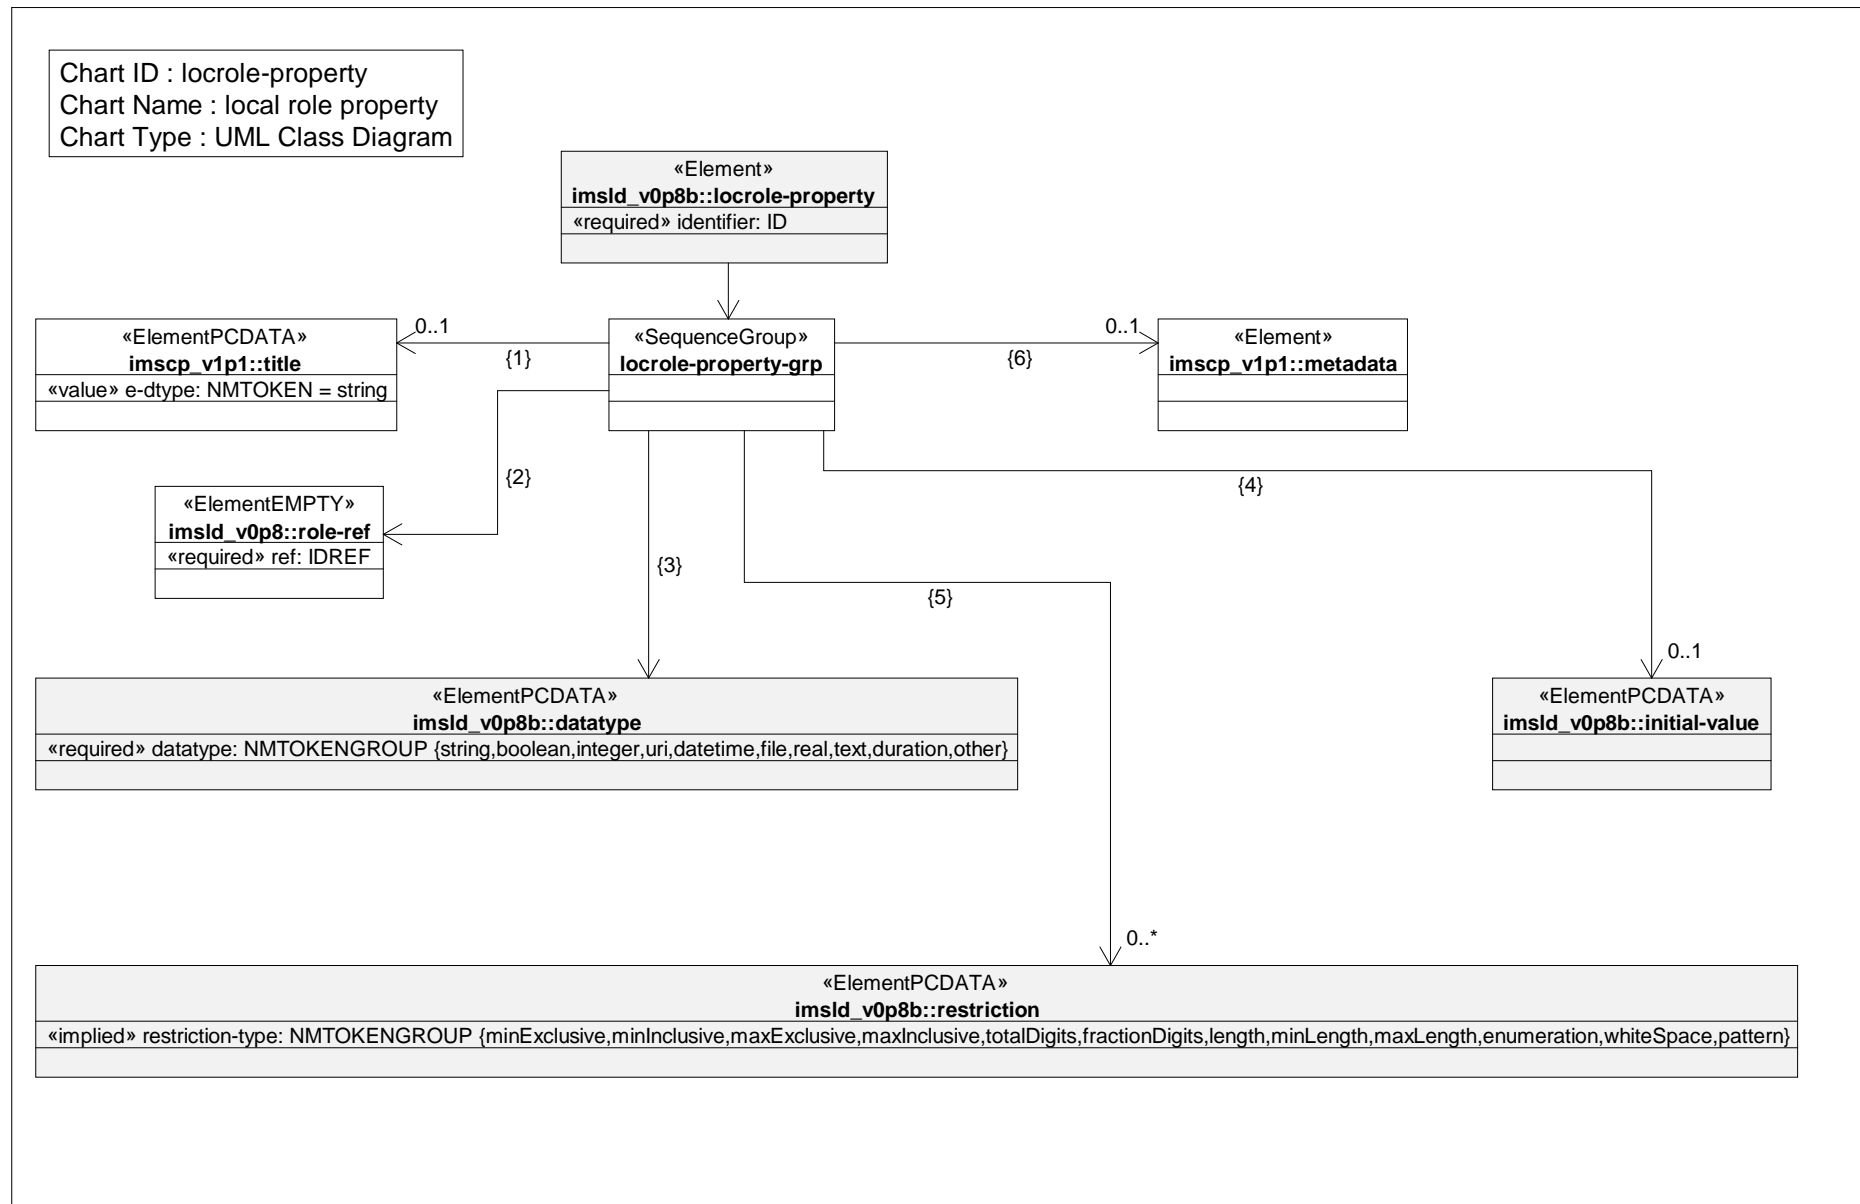 Chart ID : locrole-property
Chart Name : local role property
Chart Type : UML Class Diagram
«Element»
imsld_v0p8b::locrole-property
«required» identifier: ID
«ElementPCDATA»
imscp_v1p1::title
«value» e-dtype: NMTOKEN = string
0..1
{1}
«SequenceGroup»
locrole-property-grp
0..1
{6}
«Element»
imscp_v1p1::metadata
{2}
«ElementEMPTY»
imsld_v0p8::role-ref
«required» ref: IDREF
{3}
{5}
{4}
0..1
«ElementPCDATA»
imsld_v0p8b::datatype
«required» datatype: NMTOKENGROUP {string,boolean,integer,uri,datetime,file,real,text,duration,other}
«ElementPCDATA»
imsld_v0p8b::initial-value
0..*
«ElementPCDATA»
imsld_v0p8b::restriction
«implied» restriction-type: NMTOKENGROUP {minExclusive,minInclusive,maxExclusive,maxInclusive,totalDigits,fractionDigits,length,minLength,maxLength,enumeration,whiteSpace,pattern}